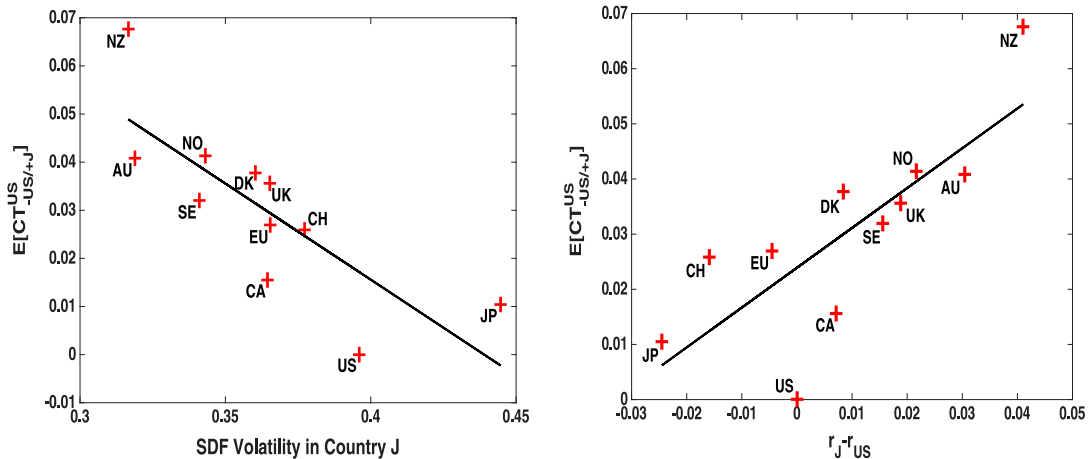 0.07
0.06
0.05
0.04
0.03
0.02
0.01
0
-0.01
0.3
0.35
0.4
0.45
E[CT^{US}_{-US/+J}]
SDF Volatility in Country J
NZ
AU
NO
SE
DK
UK
EU
CH
CA
US
JP
0.07
0.06
0.05
0.04
0.03
0.02
0.01
0
-0.03
-0.02
-0.01
0
0.01
0.02
0.03
0.04
0.05
E[CT^{US}_{-US/+J}]
r_J-r_{US}
NZ
NO
AU
DK
UK
SE
CH
EU
CA
JP
US